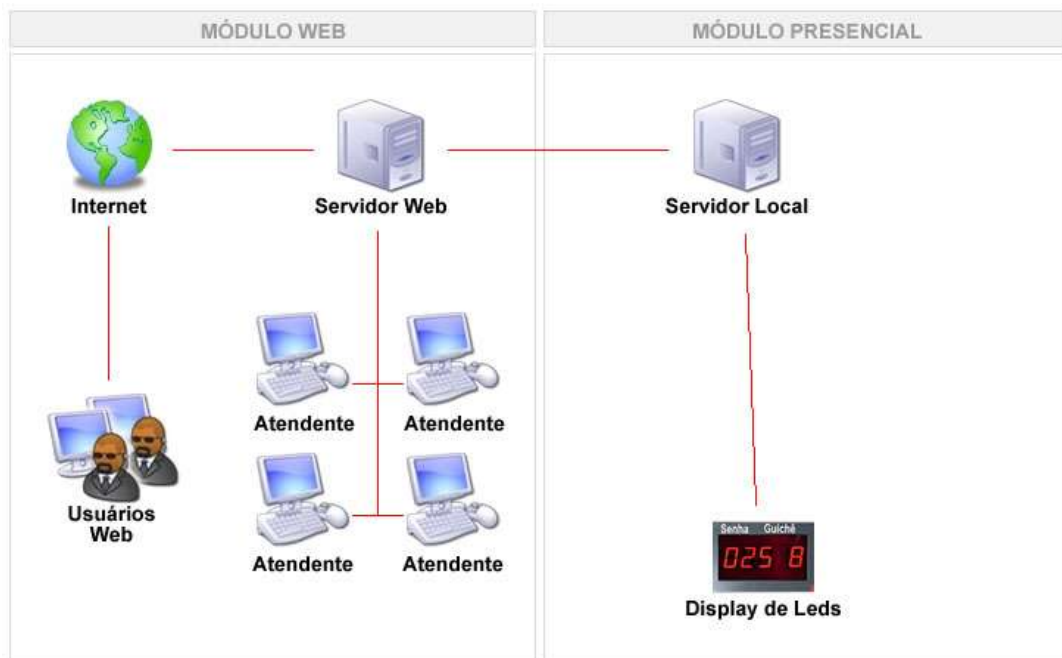 MÓDULO WEB
MÓDULO PRESENCIAL
Internet
Servidor Web
Servidor Local
Atendente
Atendente
Usuários
Web
Atendente
Atendente
Senha Guichê
025 8
Display de Leds